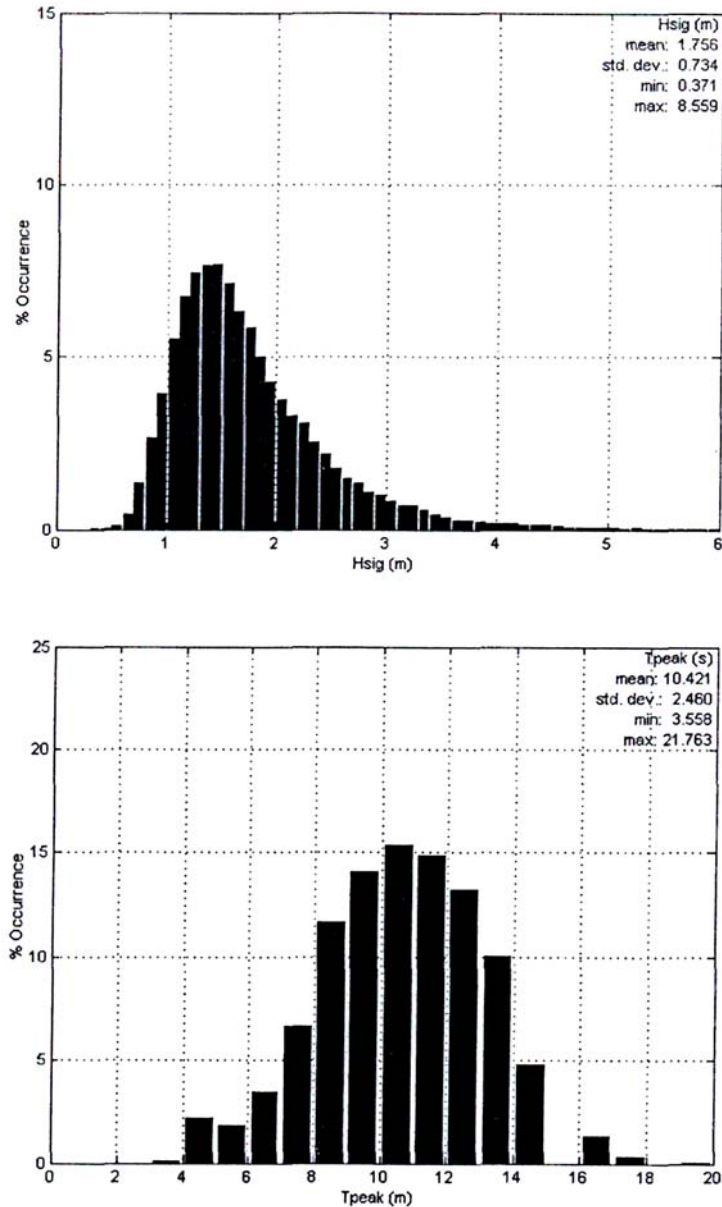 15
10
5
0
% Occurrence
Hsig (m)
mean: 1.756
std. dev.: 0.734
min: 0.371
max: 8.559
0 1 2 3 4 5 6
Hsig (m)
25
20
15
10
5
0
% Occurrence
Tpeak (s)
mean: 10.421
std. dev.: 2.460
min: 3.558
max: 21.763
0 2 4 6 8 10 12 14 16 18 20
Tpeak (m)